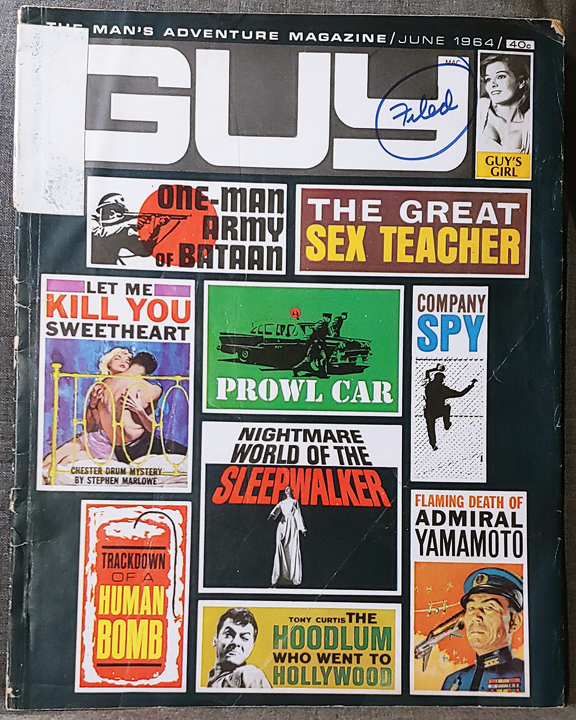 THE MAN'S ADVENTURE MAGAZINE/JUNE 1964/40c
GUY
MAG
Filed
GUY'S
GIRL
ONE-MAN
ARMY
OF BATAAN
THE GREAT
SEX TEACHER
LET ME
KILL YOU
SWEETHEART
CHESTER DRUM MYSTERY
BY STEPHEN MARLOWE
PROWL CAR
COMPANY
SPY
NIGHTMARE
WORLD OF THE
SLEEPWALKER
TRACKDOWN
OF A
HUMAN
BOMB
TONY CURTIS THE
HOODLUM
WHO WENT TO
HOLLYWOOD
FLAMING DEATH OF
ADMIRAL
YAMAMOTO